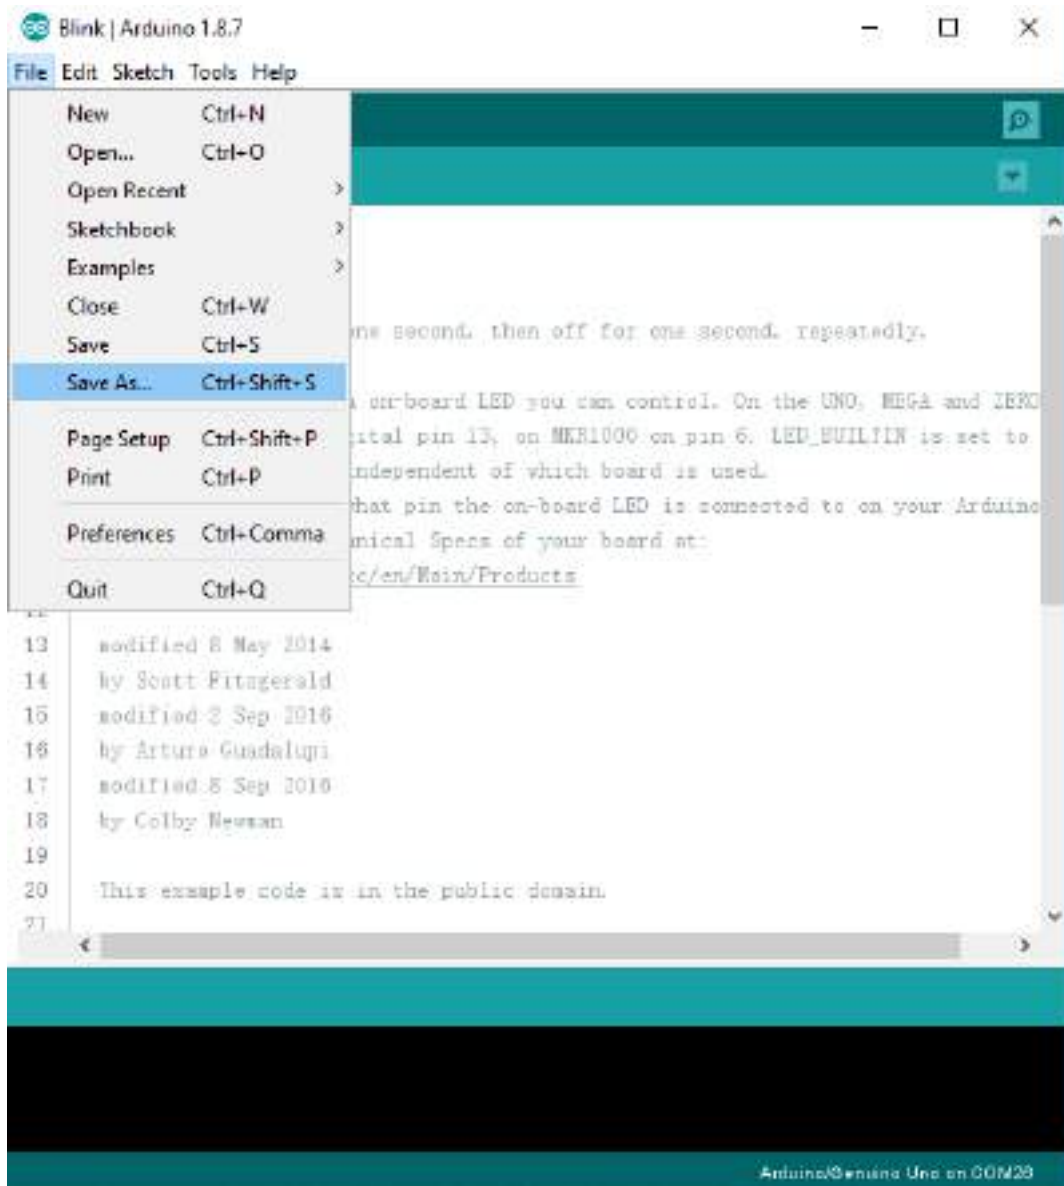 Blink | Arduino 1.8.7
File Edit Sketch Tools Help
New Ctrl+N
Open... Ctrl+O
Open Recent >
Sketchbook >
Examples >
Close Ctrl+W
Save Ctrl+S
Save As... Ctrl+Shift+S
Page Setup Ctrl+Shift+P
Print Ctrl+P
Preferences Ctrl+Comma
Quit Ctrl+Q
one second, then off for one second, repeatedly.
on-board LED you can control. On the UNO, MEGA and ZERO
ital pin 13, on MKR1000 on pin 6. LED_BUILTIN is set to
independent of which board is used.
hat pin the on-board LED is connected to on your Arduino
nical Specs of your board at:
cc/en/Main/Products
12
13 modified 8 May 2014
14 by Scott Fitzgerald
15 modified 2 Sep 2016
16 by Arturo Guadalupi
17 modified 8 Sep 2016
18 by Colby Newman
19
20 This example code is in the public domain.
21
Arduino/Genuino Uno on COM26